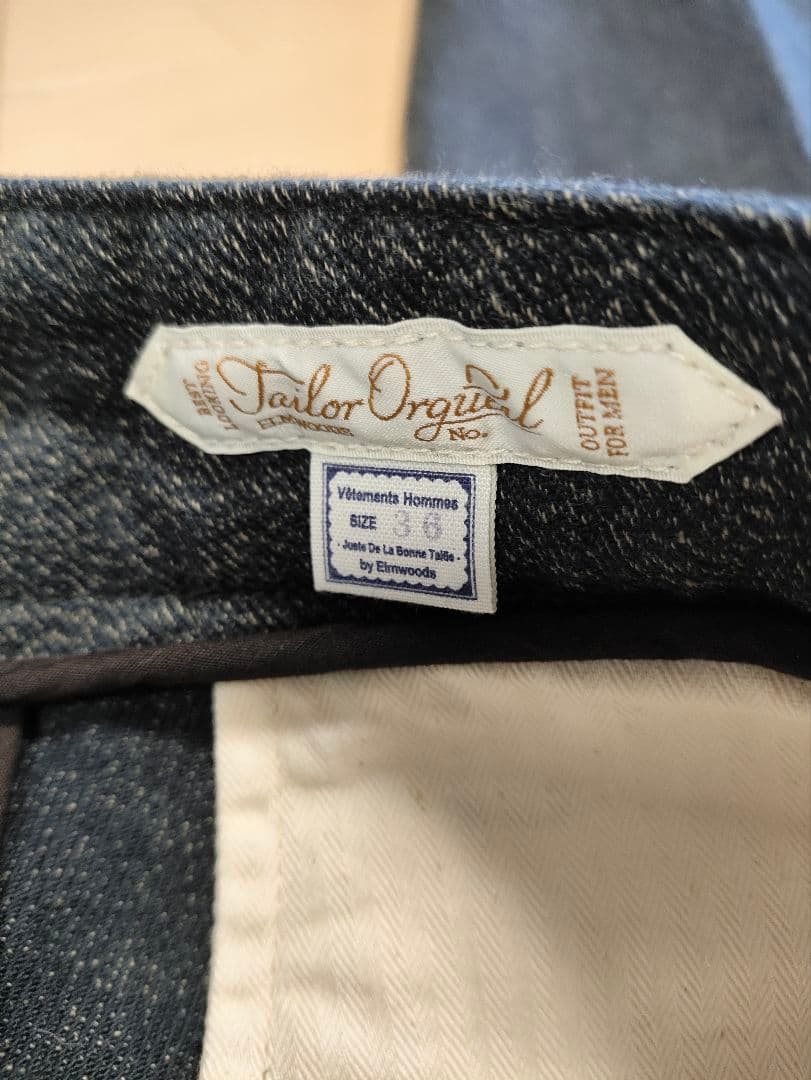 BEST
LOOKING
Tailor Orgueil
ELMWOODS
No.
OUTFIT
FOR MEN
Vêtements Hommes
SIZE 36
- Juste De La Bonne Taille -
by Elmwoods